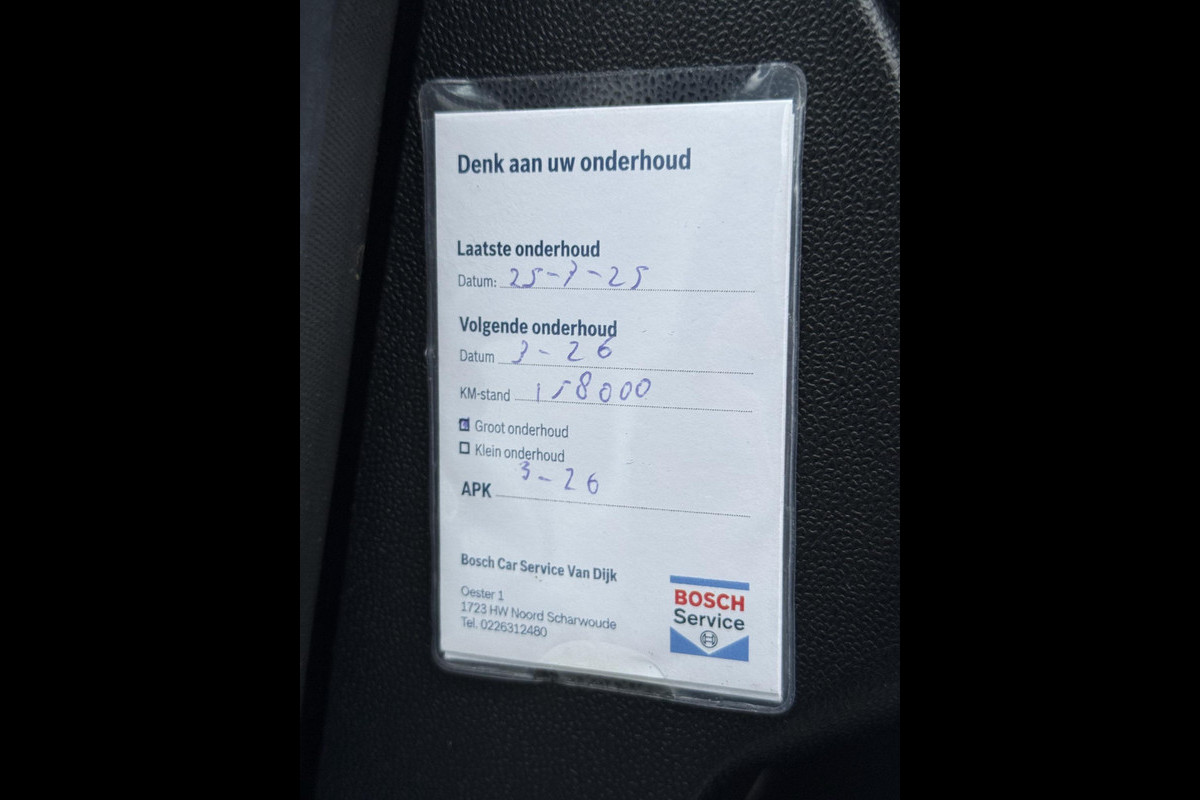 Denk aan uw onderhoud
Laatste onderhoud
Datum: 25-3-25
Volgende onderhoud
Datum 3-26
KM-stand 158000
Groot onderhoud
Klein onderhoud
APK 3-26
Bosch Car Service Van Dijk
Oester 1
1723 HW Noord Scharwoude
Tel. 0226312480
BOSCH
Service